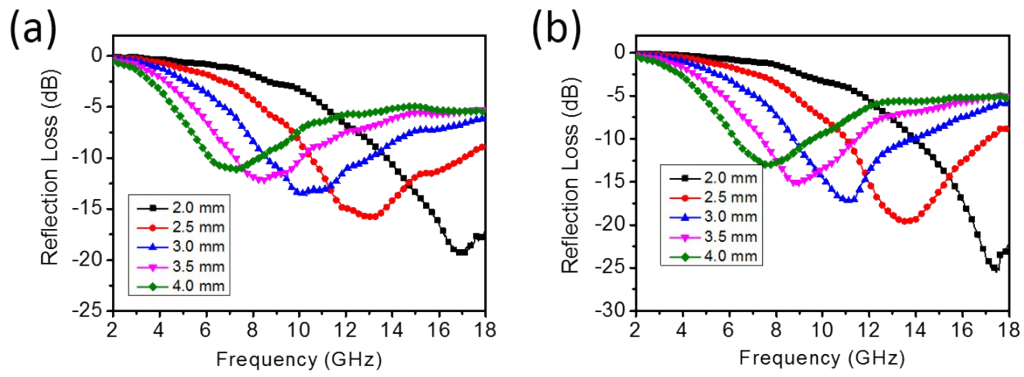 (a)
Reflection Loss (dB)
0
-5
-10
-15
-20
-25
2.0 mm
2.5 mm
3.0 mm
3.5 mm
4.0 mm
2 4 6 8 10 12 14 16 18
Frequency (GHz)
(b)
Reflection Loss (dB)
0
-5
-10
-15
-20
-25
-30
2.0 mm
2.5 mm
3.0 mm
3.5 mm
4.0 mm
2 4 6 8 10 12 14 16 18
Frequency (GHz)